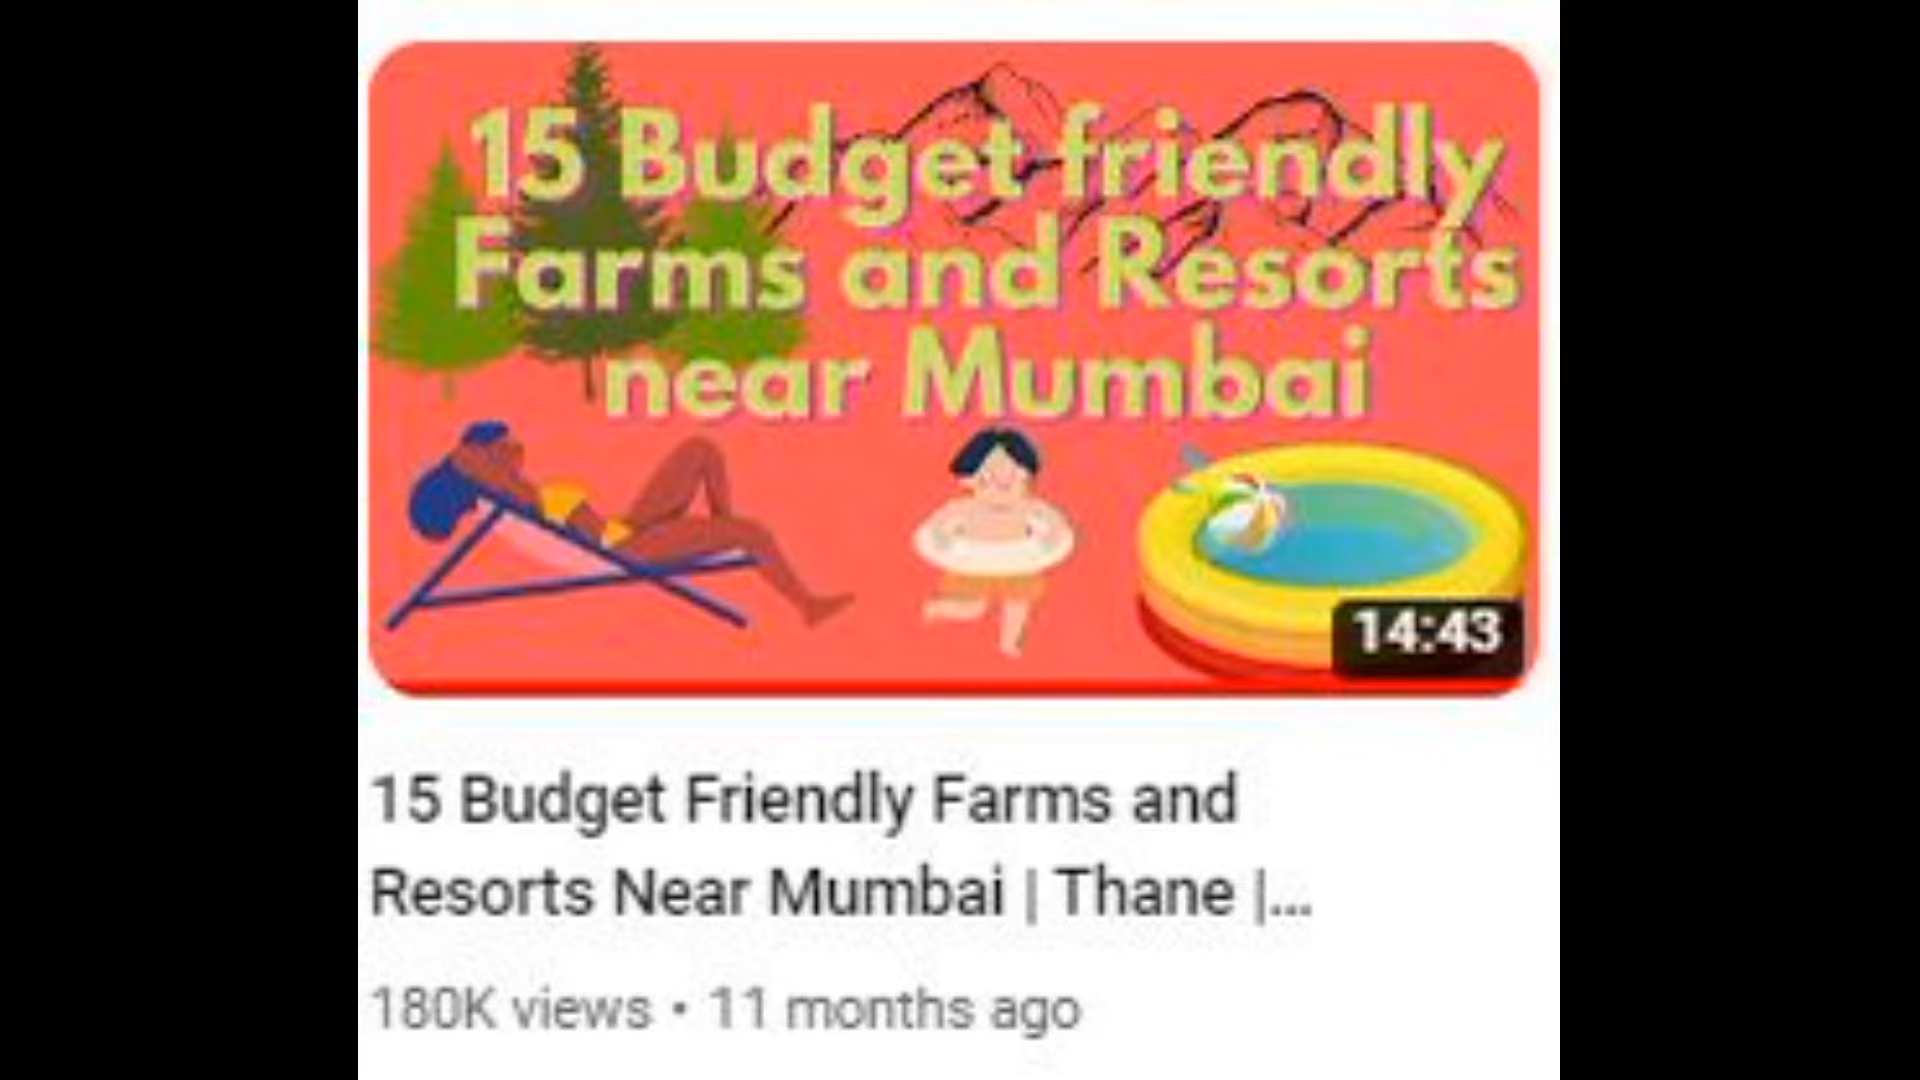 15 Budget friendly
Farms and Resorts
near Mumbai
14:43
15 Budget Friendly Farms and
Resorts Near Mumbai | Thane |...
180K views • 11 months ago